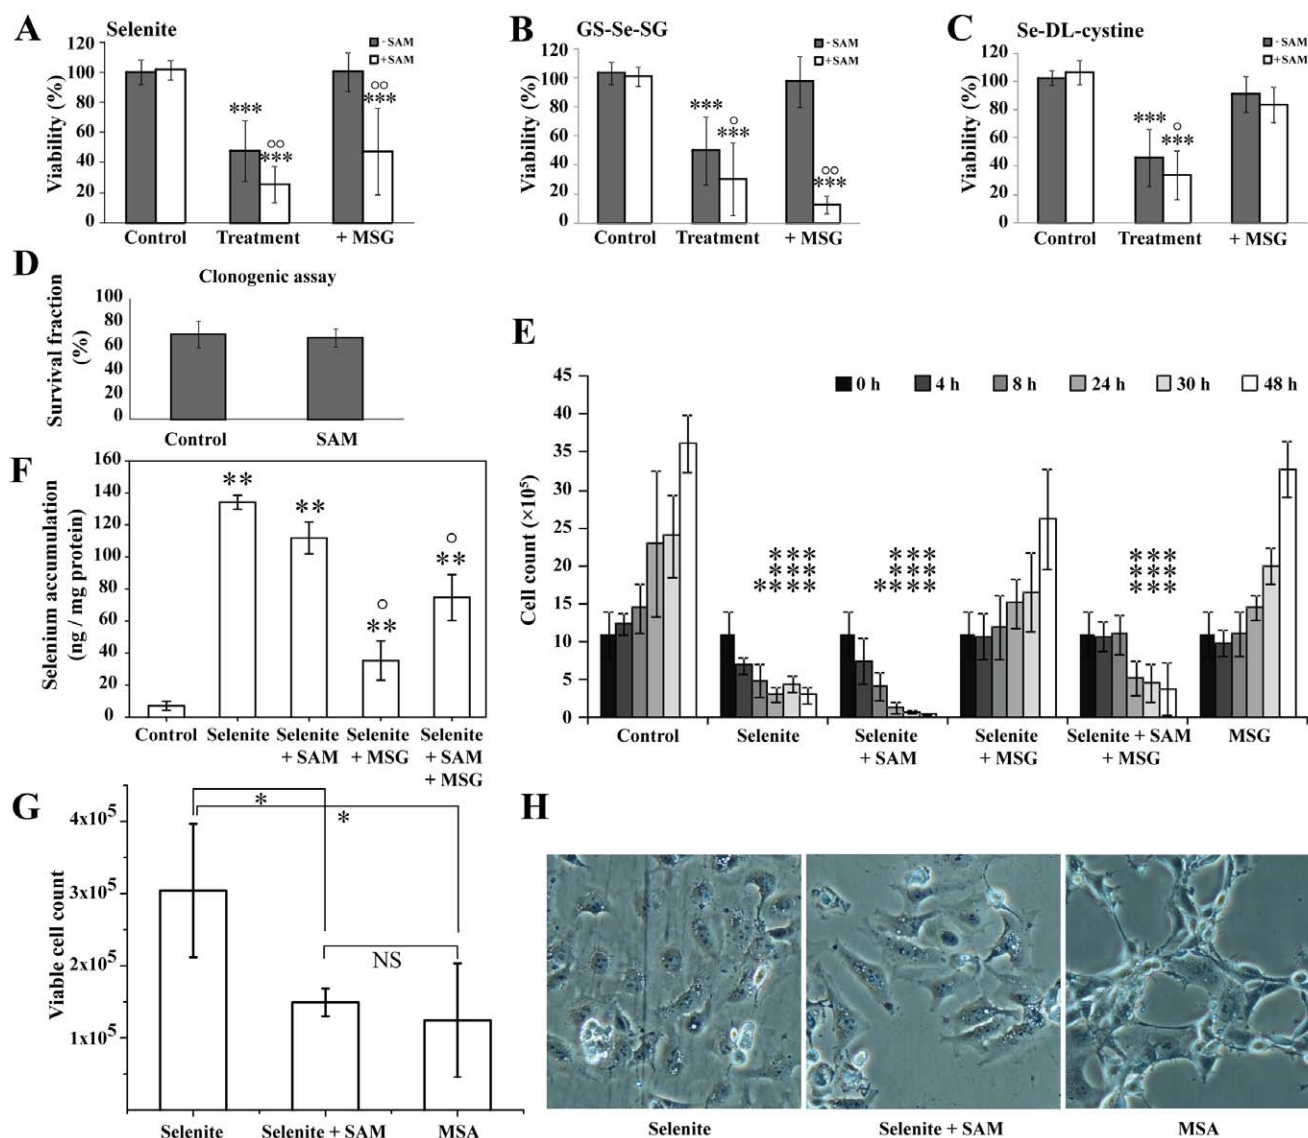 A
Selenite
- SAM
+ SAM
Viability (%)
120
100
80
60
40
20
0
***
○○
***
○○
***
Control
Treatment
+ MSG
B
GS-Se-SG
- SAM
+ SAM
Viability (%)
120
100
80
60
40
20
0
***
○
***
○○
***
Control
Treatment
+ MSG
C
Se-DL-cystine
- SAM
+ SAM
Viability (%)
120
100
80
60
40
20
0
***
○
***
Control
Treatment
+ MSG
D
Clonogenic assay
Survival fraction
(%)
100
80
60
40
20
0
Control
SAM
E
Cell count (×10⁵)
45
40
35
30
25
20
15
10
5
0
0 h
4 h
8 h
24 h
30 h
48 h
***
***
****
***
***
****
***
***
***
Control
Selenite
Selenite
+ SAM
Selenite
+ MSG
Selenite + SAM
+ MSG
MSG
F
Selenium accumulation
(ng / mg protein)
160
140
120
100
80
60
40
20
0
**
**
○
**
○
**
Control
Selenite
Selenite
+ SAM
Selenite
+ MSG
Selenite
+ SAM
+ MSG
G
Viable cell count
4x10⁵
3x10⁵
2x10⁵
1x10⁵
*
*
NS
Selenite
Selenite + SAM
MSA
H
Selenite
Selenite + SAM
MSA